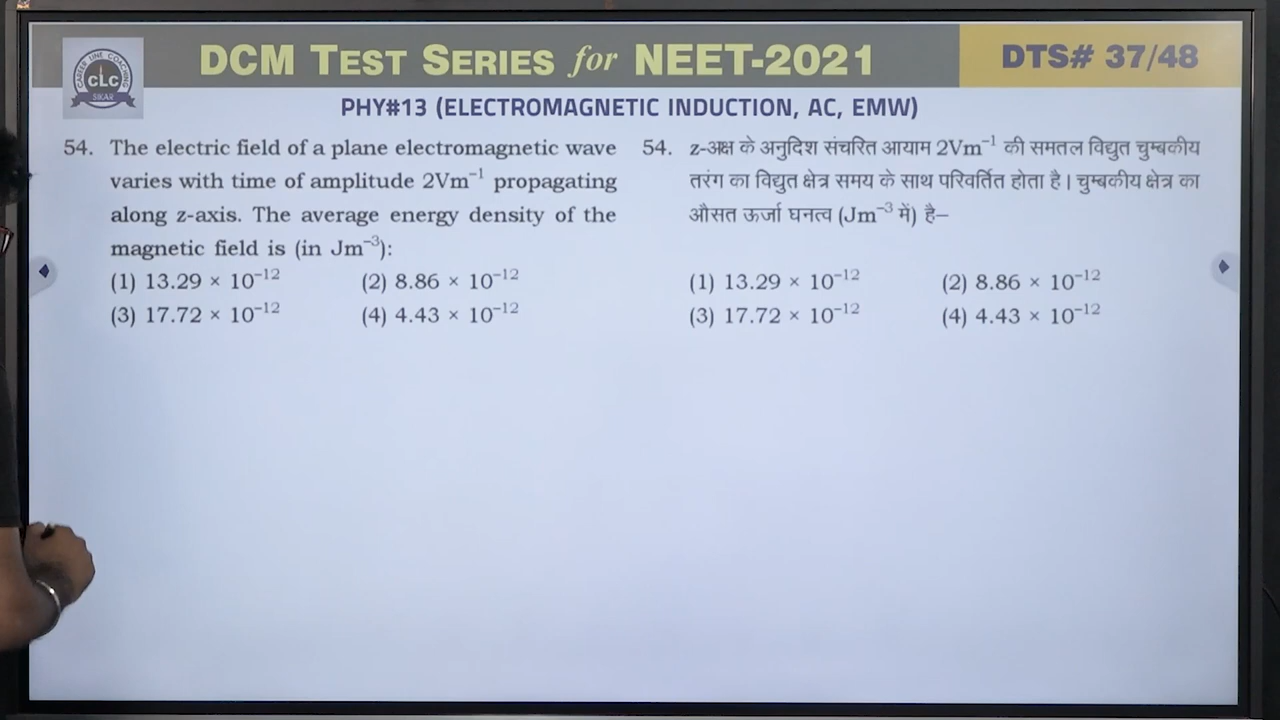 DCM TEST SERIES for NEET-2021
DTS# 37/48
CAREER LINE COACHING
CLC
SIKAR
PHY#13 (ELECTROMAGNETIC INDUCTION, AC, EMW)
54. The electric field of a plane electromagnetic wave
varies with time of amplitude 2Vm⁻¹ propagating
along z-axis. The average energy density of the
magnetic field is (in Jm⁻³):
(1) 13.29 × 10⁻¹² (2) 8.86 × 10⁻¹²
(3) 17.72 × 10⁻¹² (4) 4.43 × 10⁻¹²
54. z-अक्ष के अनुदिश संचरित आयाम 2Vm⁻¹ की समतल विद्युत चुम्बकीय
तरंग का विद्युत क्षेत्र समय के साथ परिवर्तित होता है। चुम्बकीय क्षेत्र का
औसत ऊर्जा घनत्व (Jm⁻³ में) है–
(1) 13.29 × 10⁻¹² (2) 8.86 × 10⁻¹²
(3) 17.72 × 10⁻¹² (4) 4.43 × 10⁻¹²